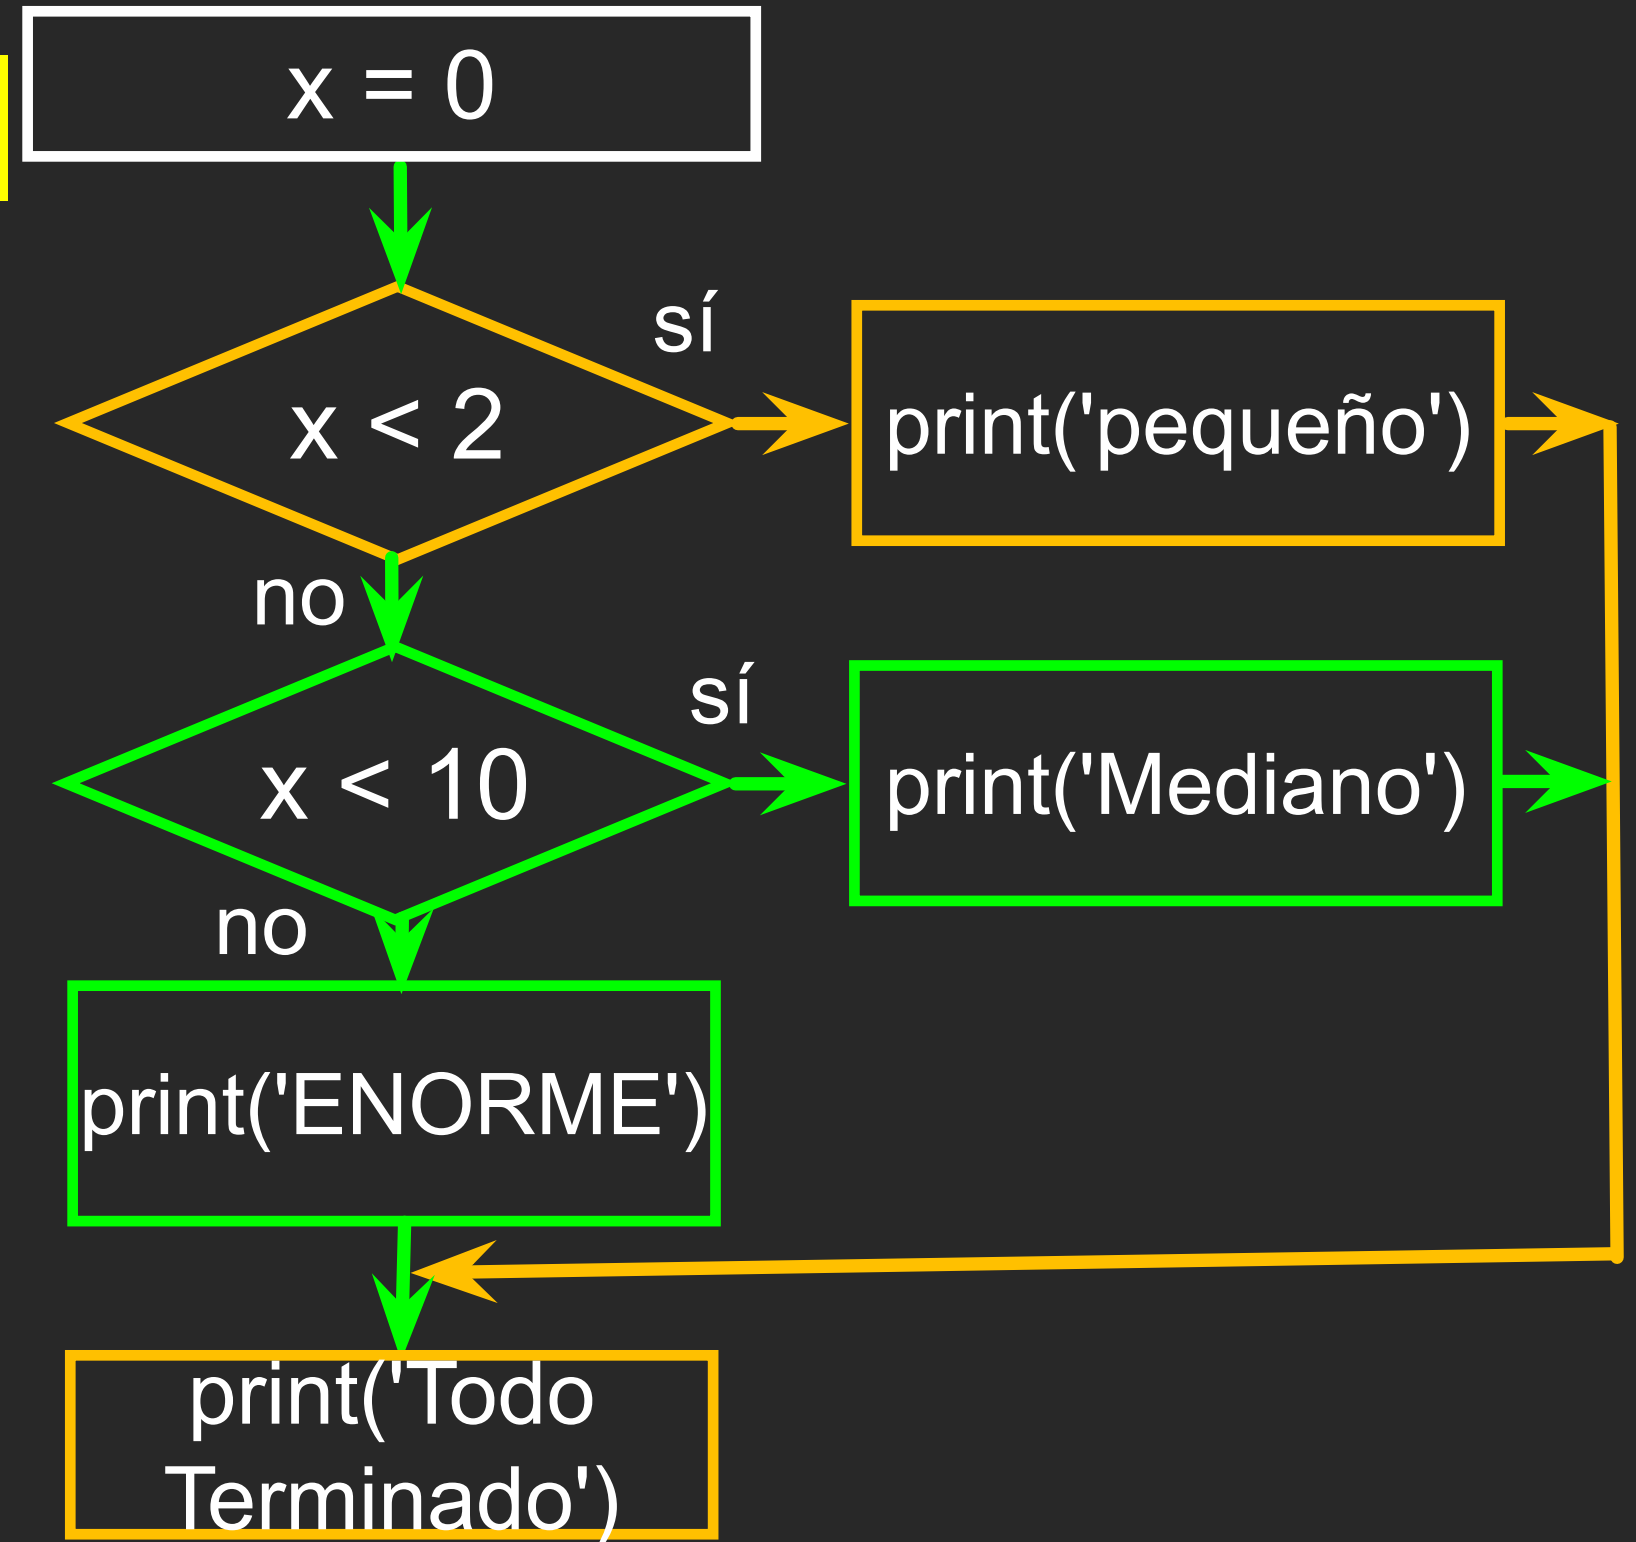 x = 0
sí
x < 2
print('pequeño')
no
sí
x < 10
print('Mediano')
no
print('ENORME')
print('Todo
Terminado')